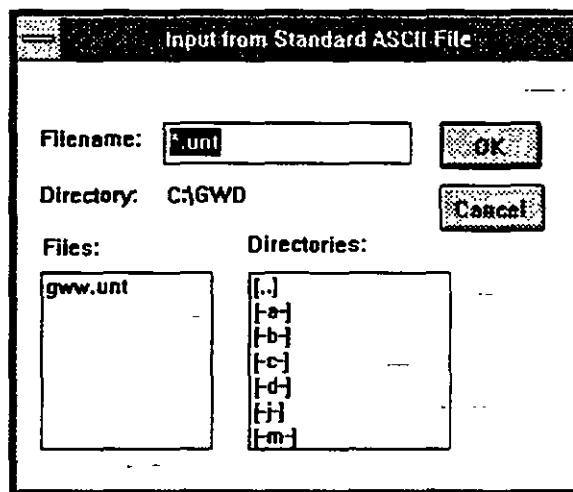 Input from Standard ASCII File
Filename: *.unt
OK
Directory: C:\GWD
Cancel
Files:
Directories:
gww.unt
[..]
[-a-]
[-b-]
[-c-]
[-d-]
[-j-]
[-m-]